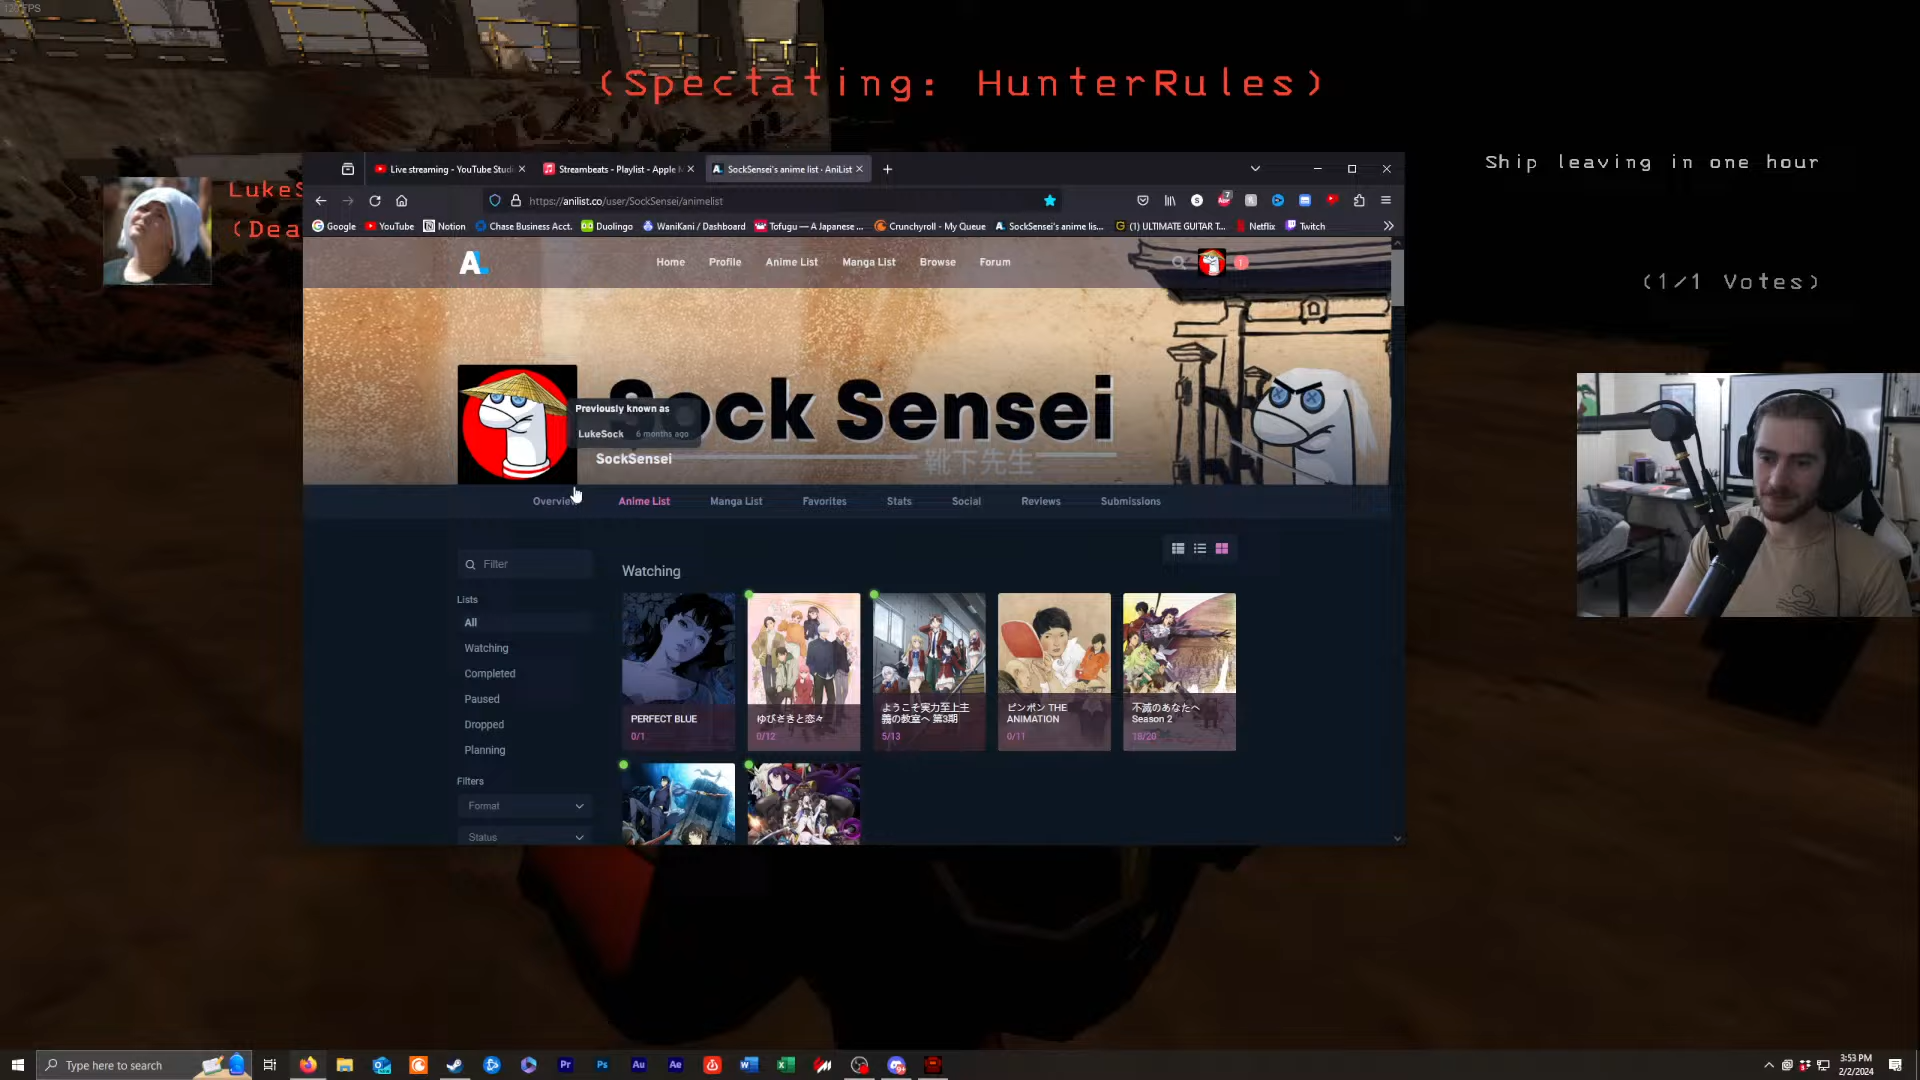 (Spectating: HunterRules)
Ship leaving in one hour
(1/1 Votes)
LukeS
(Dea
Live streaming - YouTube Studi
Streambeats - Playlist - Apple M
SockSensei's anime list · AniList
https://anilist.co/user/SockSensei/animelist
7
Google
YouTube
Notion
Chase Business Acct.
Duolingo
WaniKani / Dashboard
Tofugu — A Japanese ...
Crunchyroll - My Queue
SockSensei's anime lis...
(1) ULTIMATE GUITAR T...
Netflix
Twitch
Home
Profile
Anime List
Manga List
Browse
Forum
Sock Sensei
靴下先生
Previously known as
LukeSock 6 months ago
SockSensei
Overview
Anime List
Manga List
Favorites
Stats
Social
Reviews
Submissions
Filter
Lists
All
Watching
Completed
Paused
Dropped
Planning
Filters
Format
Status
Watching
PERFECT BLUE
0/1
ゆびさきと恋々
0/12
ようこそ実力至上主
義の教室へ 第3期
5/13
ピンポン THE
ANIMATION
0/11
不滅のあなたへ
Season 2
18/20
Type here to search
3:53 PM
2/2/2024